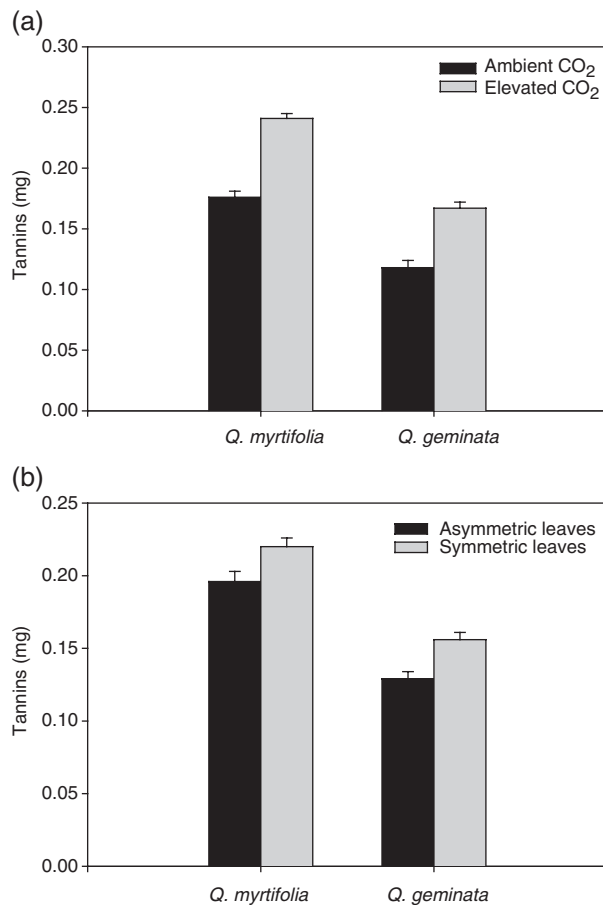 (a)
0.30
0.25
0.20
0.15
0.10
0.05
0.00
Tannins (mg)
Ambient CO₂
Elevated CO₂
Q. myrtifolia Q. geminata
(b)
0.25
0.20
0.15
0.10
0.05
0.00
Tannins (mg)
Asymmetric leaves
Symmetric leaves
Q. myrtifolia Q. geminata